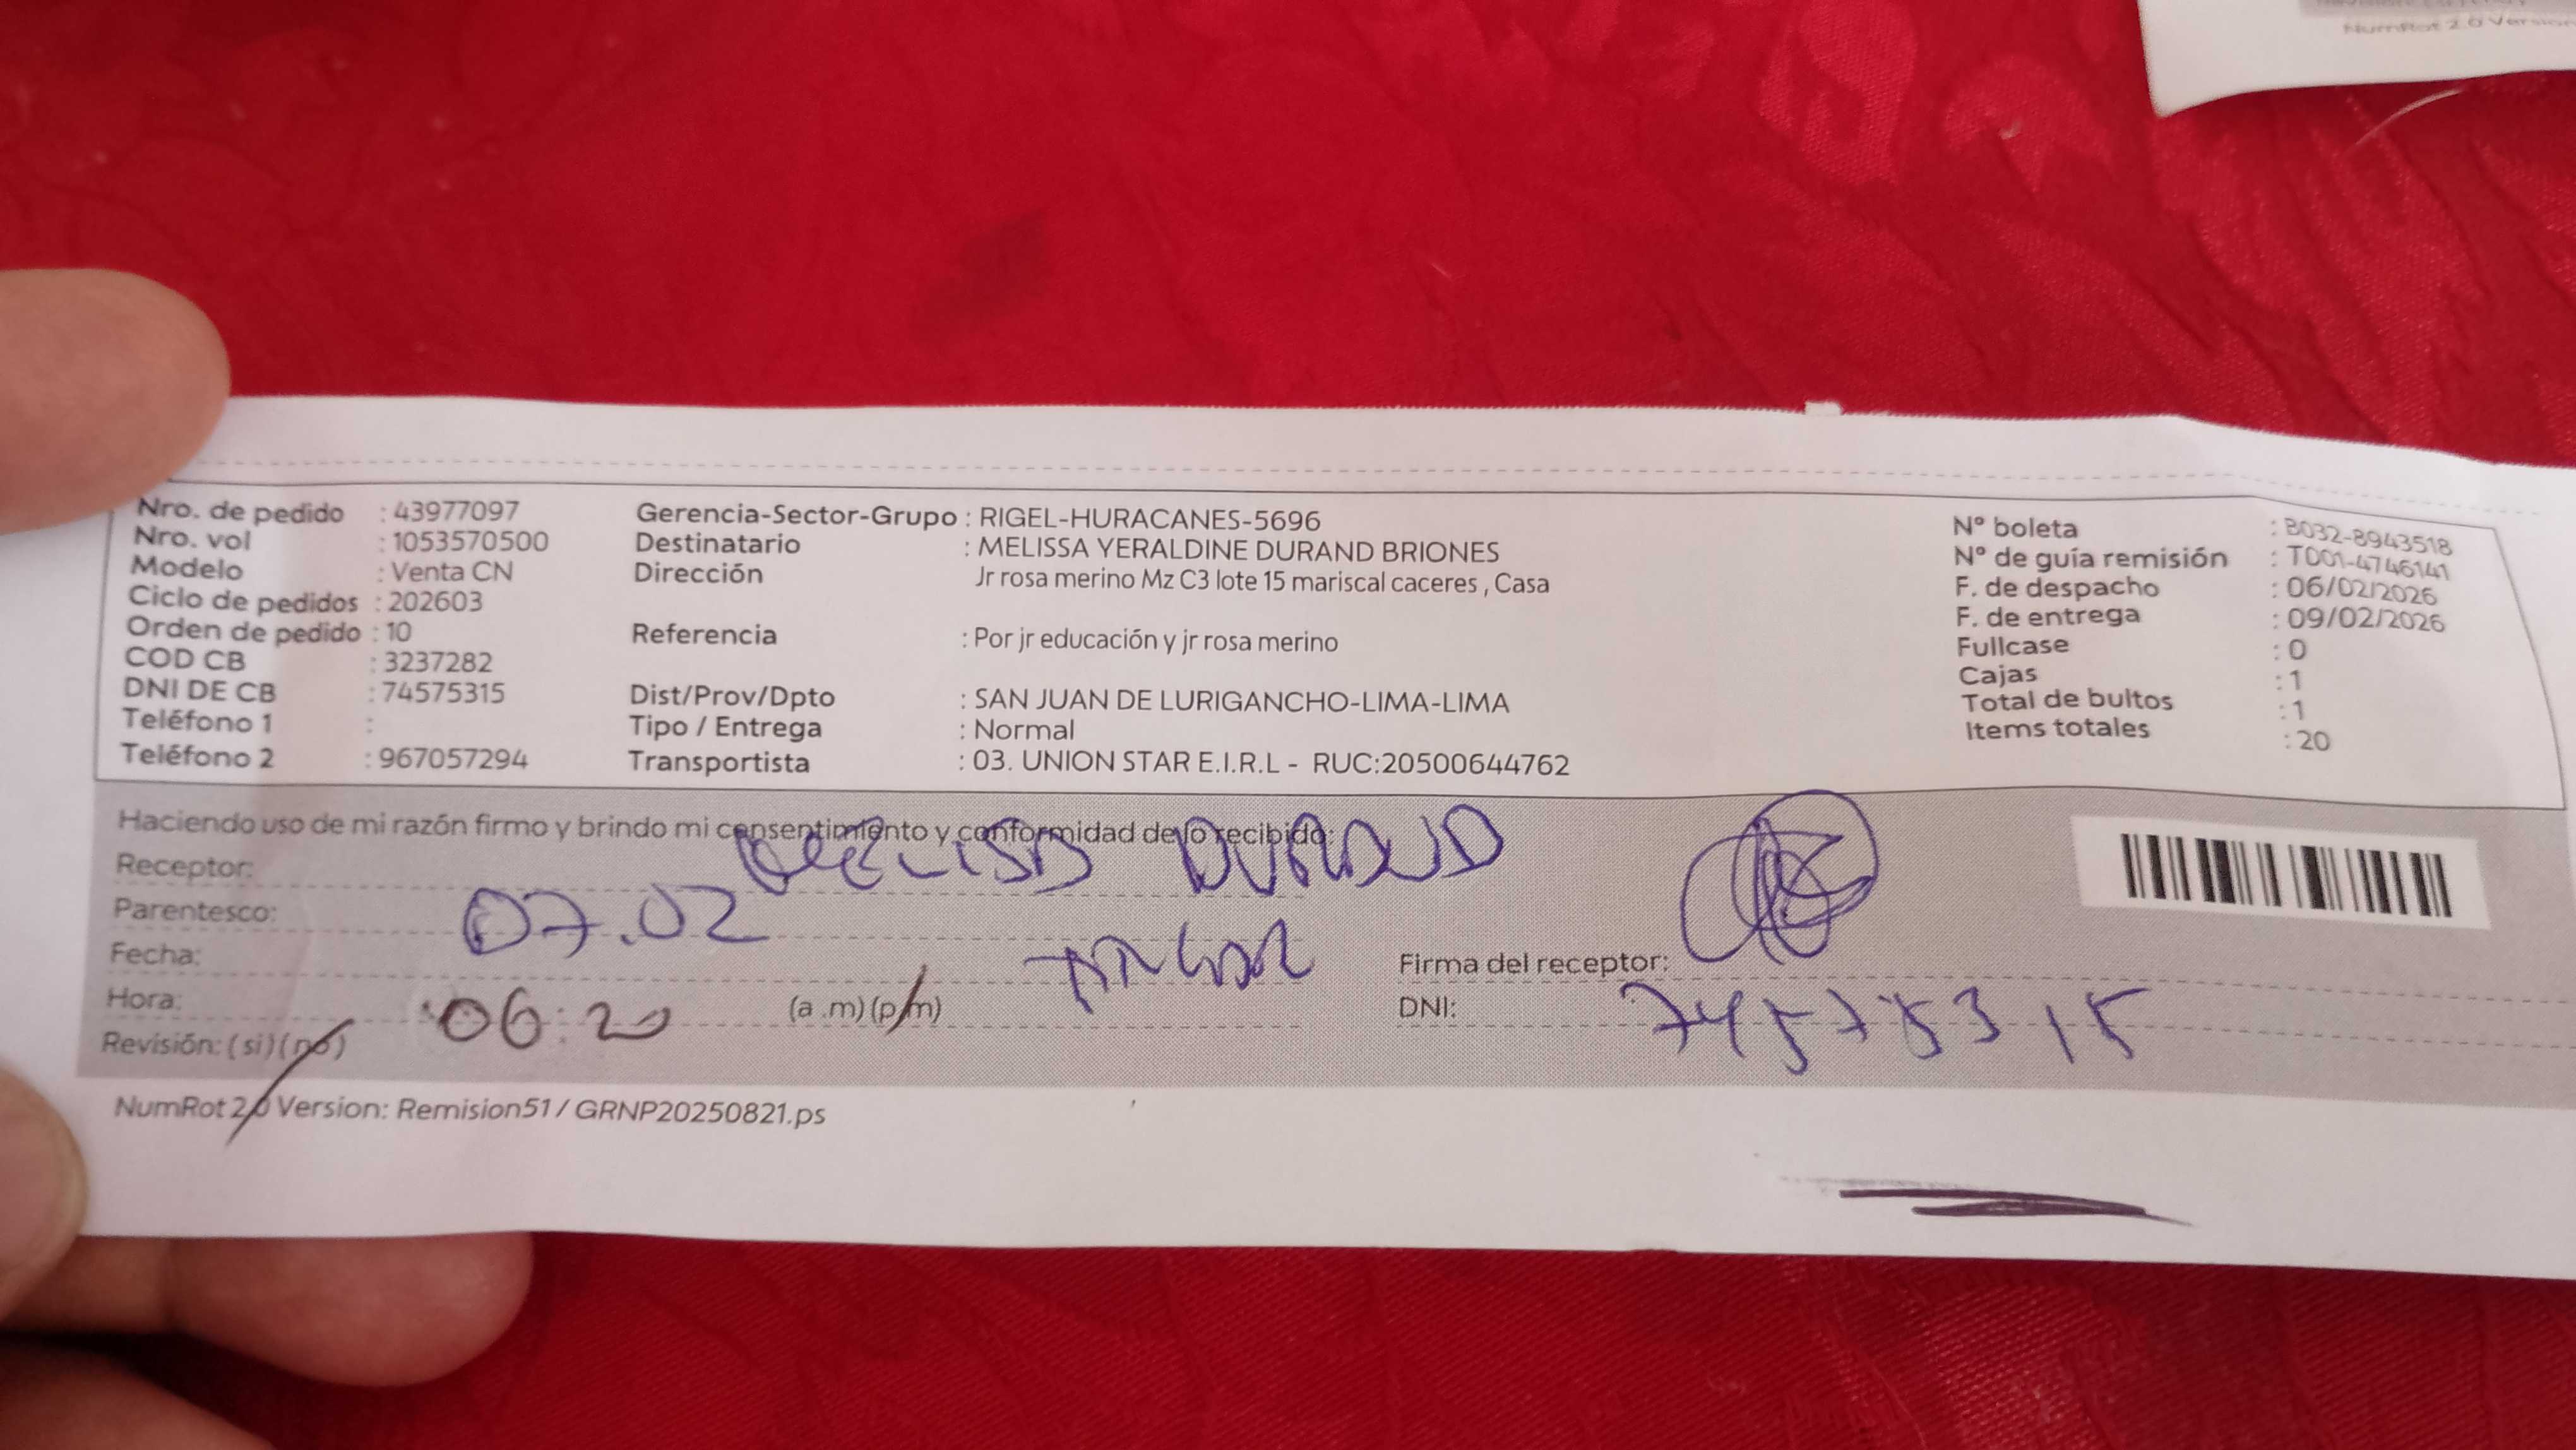 NumRot 2.0 Version
Nro. de pedido : 43977097
Nro. vol : 1053570500
Modelo : Venta CN
Ciclo de pedidos : 202603
Orden de pedido : 10
COD CB : 3237282
DNI DE CB : 74575315
Teléfono 1 :
Teléfono 2 : 967057294
Gerencia-Sector-Grupo : RIGEL-HURACANES-5696
Destinatario : MELISSA YERALDINE DURAND BRIONES
Dirección Jr rosa merino Mz C3 lote 15 mariscal caceres , Casa
Referencia : Por jr educación y jr rosa merino
Dist/Prov/Dpto : SAN JUAN DE LURIGANCHO-LIMA-LIMA
Tipo / Entrega : Normal
Transportista : 03. UNION STAR E.I.R.L - RUC:20500644762
N° boleta : B032-8943518
N° de guía remisión : T001-4746141
F. de despacho : 06/02/2026
F. de entrega : 09/02/2026
Fullcase : 0
Cajas : 1
Total de bultos : 1
Items totales : 20
Haciendo uso de mi razón firmo y brindo mi consentimiento y conformidad de lo recibido:
Receptor: DURAND
Parentesco: 07.02
Fecha:
Firma del receptor:
Hora: 06:20 (a .m) (p.m)
DNI: 74575315
Revisión: ( si ) ( no )
NumRot 2.0 Version: Remision51 / GRNP20250821.ps